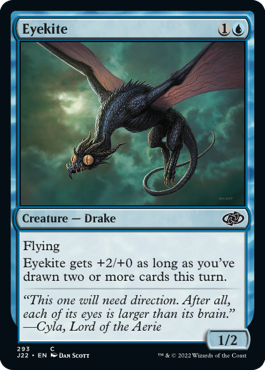 Eyekite 1
Creature — Drake
Flying
Eyekite gets +2/+0 as long as you've
drawn two or more cards this turn.
"This one will need direction. After all,
each of its eyes is larger than its brain."
—Cyla, Lord of the Aerie
1/2
293 C
J22 • EN DAN SCOTT
™ & © 2022 Wizards of the Coast